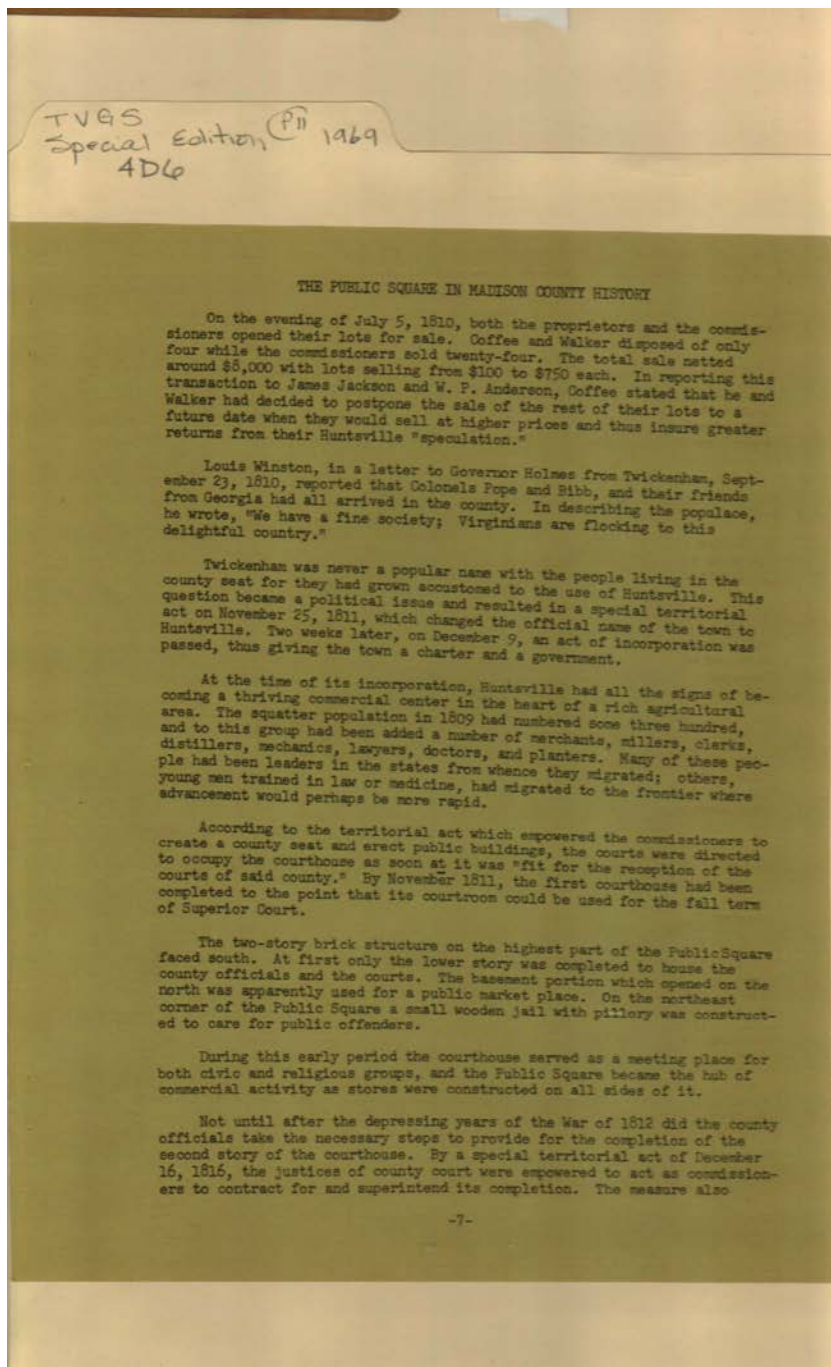 TVGS
Special Edition P11 1969
4D6
THE PUBLIC SQUARE IN MADISON COUNTY HISTORY
On the evening of July 5, 1810, both the proprietors and the commis-
sioners opened their lots for sale. Coffee and Walker disposed of only
four while the commissioners sold twenty-four. The total sale netted
around $8,000 with lots selling from $100 to $750 each. In reporting this
transaction to James Jackson and W. P. Anderson, Coffee stated that he and
Walker had decided to postpone the sale of the rest of their lots to a
future date when they would sell at higher prices and thus insure greater
returns from their Huntsville "speculation."
Louis Winston, in a letter to Governor Holmes from Twickenham, Sept-
ember 23, 1810, reported that Colonels Pope and Bibb, and their friends
from Georgia had all arrived in the county. In describing the populace,
he wrote, "We have a fine society; Virginians are flocking to this
delightful country."
Twickenham was never a popular name with the people living in the
county seat for they had grown accustomed to the use of Huntsville. This
question became a political issue and resulted in a special territorial
act on November 25, 1811, which changed the official name of the town to
Huntsville. Two weeks later, on December 9, an act of incorporation was
passed, thus giving the town a charter and a government.
At the time of its incorporation, Huntsville had all the signs of be-
coming a thriving commercial center in the heart of a rich agricultural
area. The squatter population in 1809 had numbered some three hundred,
and to this group had been added a number of merchants, millers, clerks,
distillers, mechanics, lawyers, doctors, and planters. Many of these peo-
ple had been leaders in the states from whence they migrated; others,
young men trained in law or medicine, had migrated to the frontier where
advancement would perhaps be more rapid.
According to the territorial act which empowered the commissioners to
create a county seat and erect public buildings, the courts were directed
to occupy the courthouse as soon at it was "fit for the reception of the
courts of said county." By November 1811, the first courthouse had been
completed to the point that its courtroom could be used for the fall term
of Superior Court.
The two-story brick structure on the highest part of the PublicSquare
faced south. At first only the lower story was completed to house the
county officials and the courts. The basement portion which opened on the
north was apparently used for a public market place. On the northeast
corner of the Public Square a small wooden jail with pillory was construct-
ed to care for public offenders.
During this early period the courthouse served as a meeting place for
both civic and religious groups, and the Public Square became the hub of
commercial activity as stores were constructed on all sides of it.
Not until after the depressing years of the War of 1812 did the county
officials take the necessary steps to provide for the completion of the
second story of the courthouse. By a special territorial act of December
16, 1816, the justices of county court were empowered to act as commission-
ers to contract for and superintend its completion. The measure also
-7-